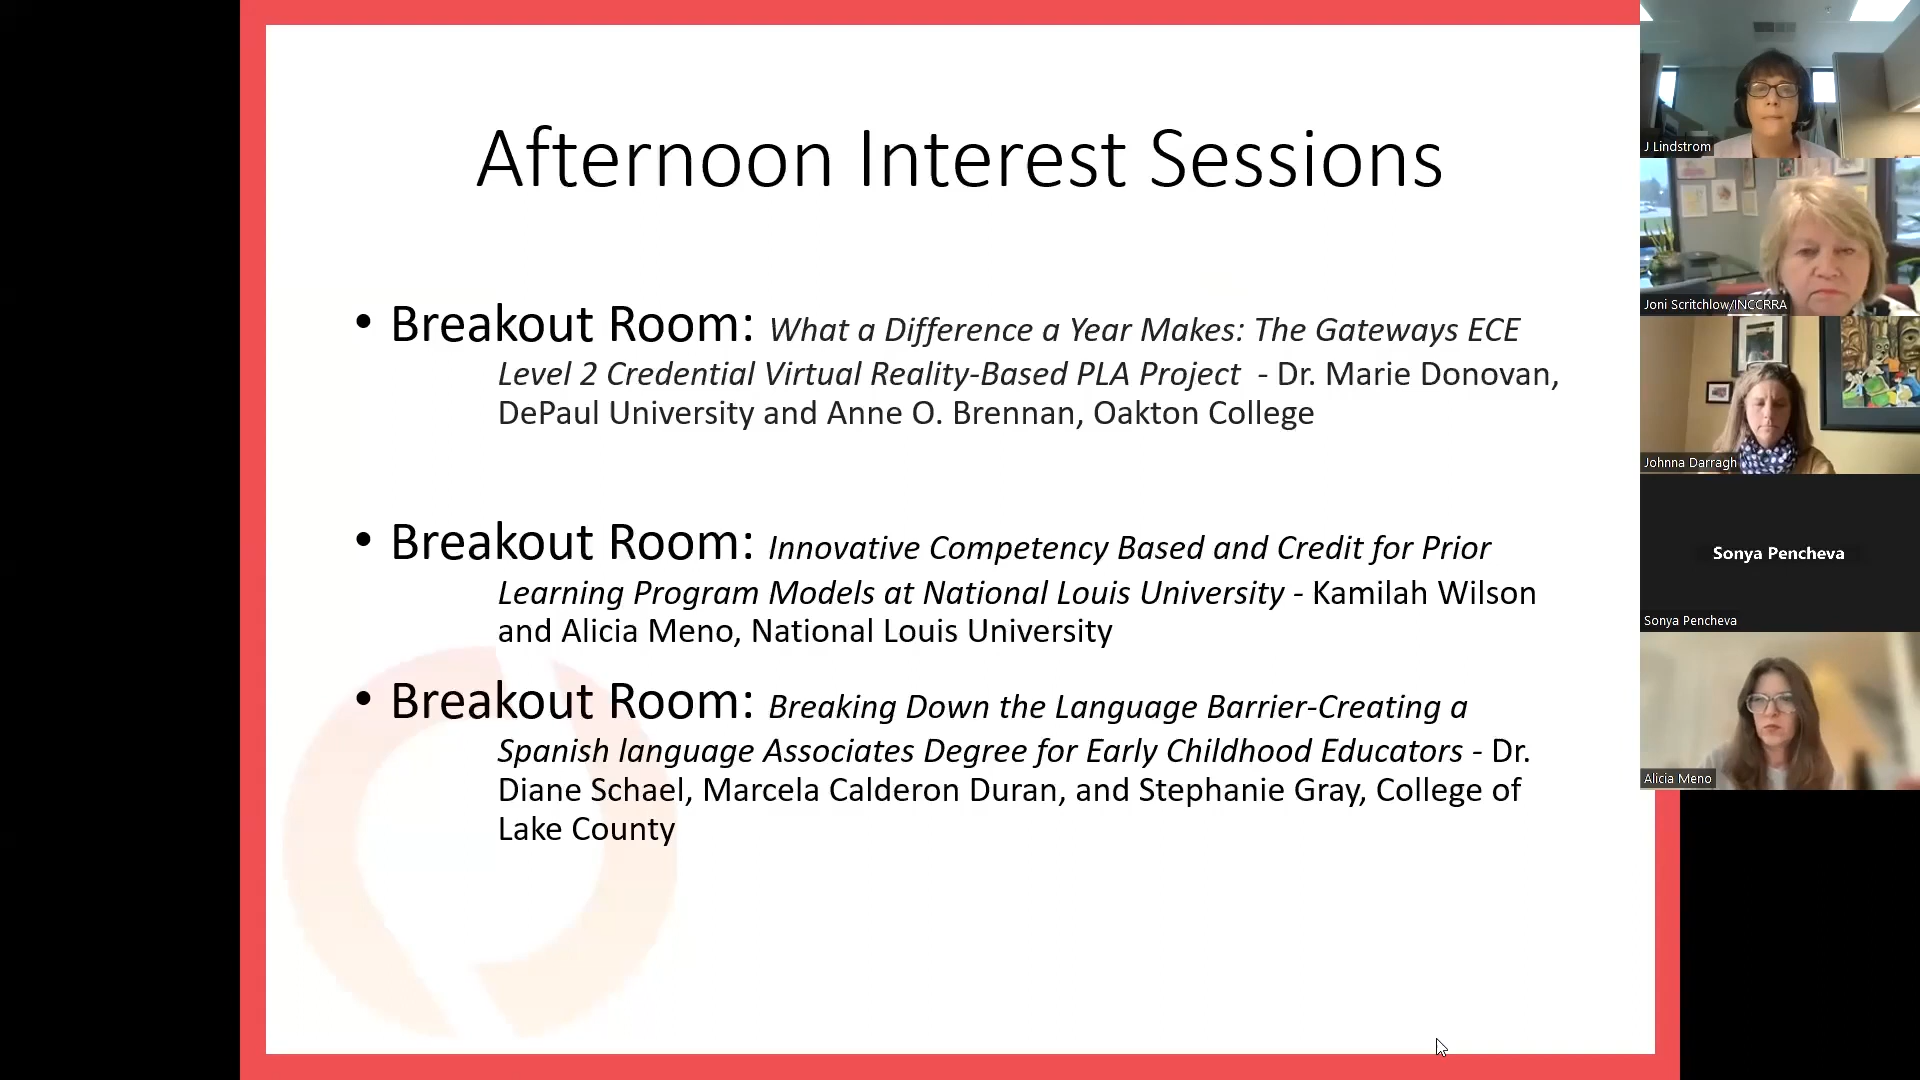 Afternoon Interest Sessions
• Breakout Room: What a Difference a Year Makes: The Gateways ECE
Level 2 Credential Virtual Reality-Based PLA Project - Dr. Marie Donovan,
DePaul University and Anne O. Brennan, Oakton College
• Breakout Room: Innovative Competency Based and Credit for Prior
Learning Program Models at National Louis University - Kamilah Wilson
and Alicia Meno, National Louis University
• Breakout Room: Breaking Down the Language Barrier-Creating a
Spanish language Associates Degree for Early Childhood Educators - Dr.
Diane Schael, Marcela Calderon Duran, and Stephanie Gray, College of
Lake County
J Lindstrom
Joni Scritchlow/INCCRRA
Johnna Darragh
Sonya Pencheva
Sonya Pencheva
Alicia Meno